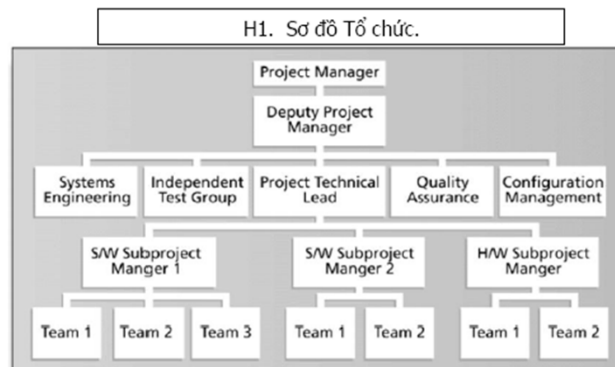 H1. Sơ đồ Tổ chức.
Project Manager
Deputy Project
Manager
Systems
Engineering
Independent
Test Group
Project Technical
Lead
Quality
Assurance
Configuration
Management
S/W Subproject
Manger 1
S/W Subproject
Manger 2
H/W Subproject
Manger
Team 1
Team 2
Team 3
Team 1
Team 2
Team 1
Team 2